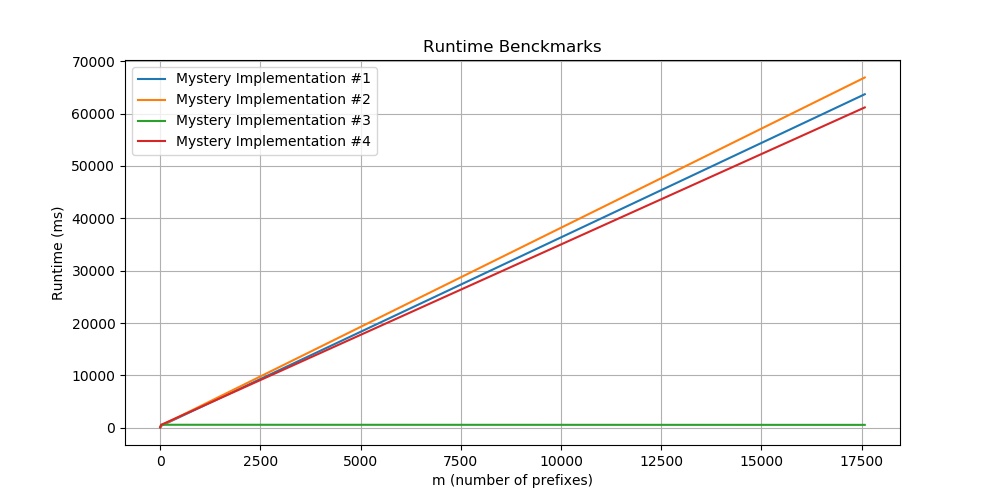 Runtime Benckmarks
Mystery Implementation #1
Mystery Implementation #2
Mystery Implementation #3
Mystery Implementation #4
Runtime (ms)
70000
60000
50000
40000
30000
20000
10000
0
0 2500 5000 7500 10000 12500 15000 17500
m (number of prefixes)